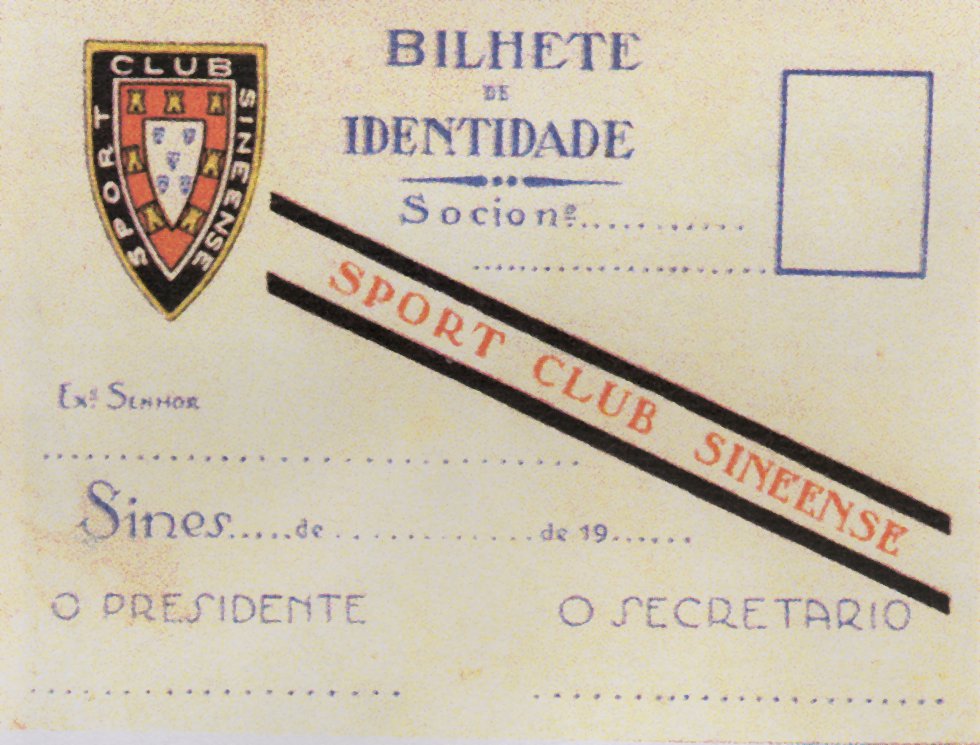 SPORT CLUB SINEENSE
BILHETE
DE
IDENTIDADE
Socio nº
SPORT CLUB SINEENSE
Exº Senhor
Sines.....de.............de 19......
O PRESIDENTE
O SECRETARIO